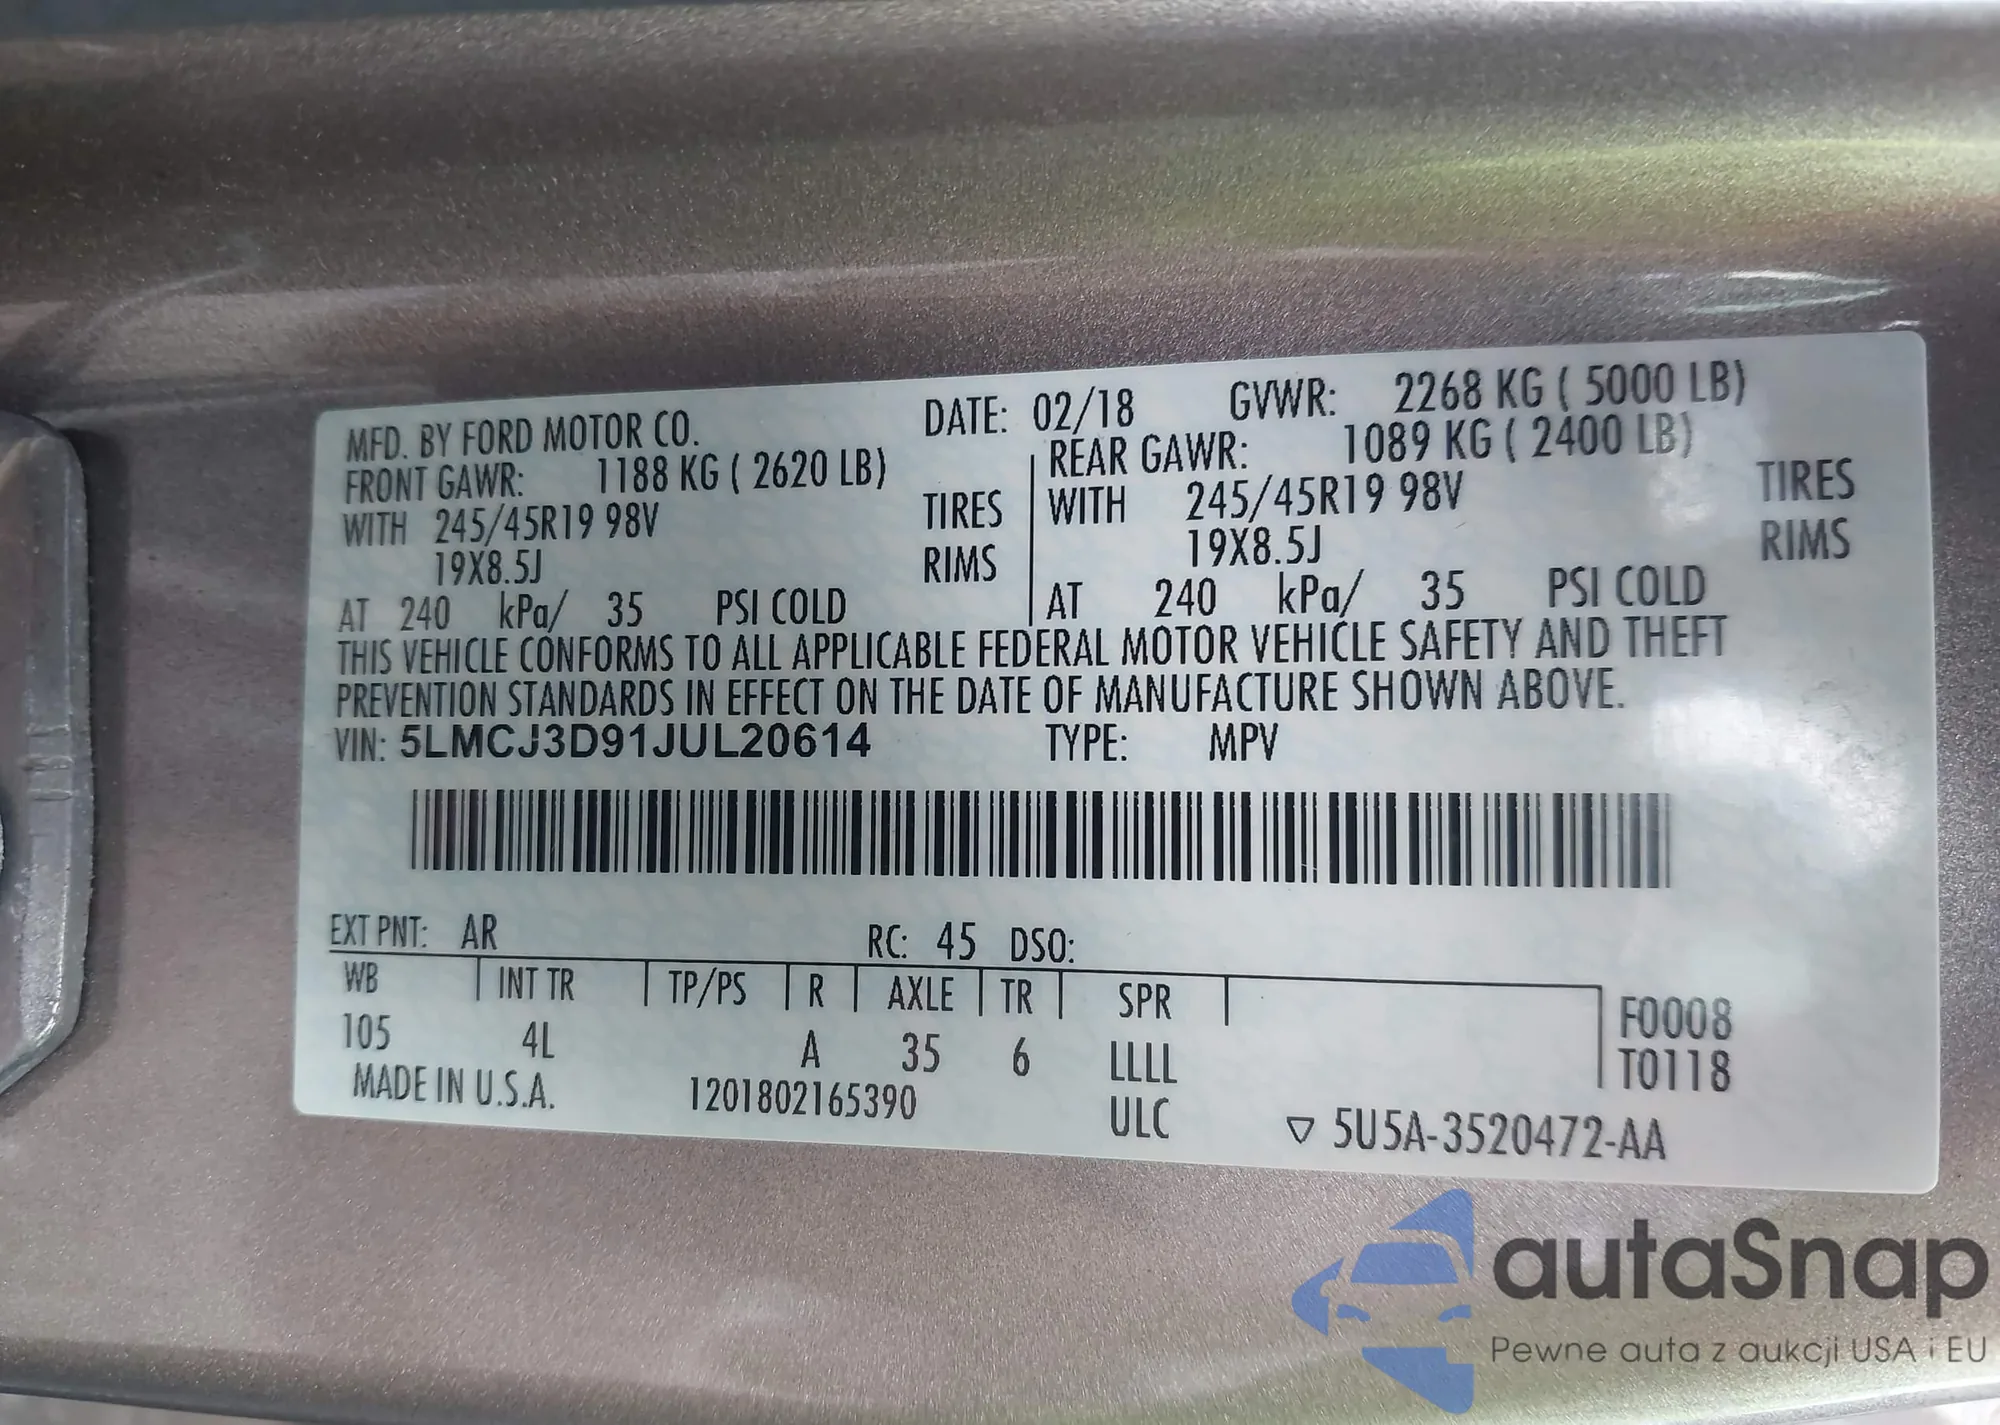 MFD. BY FORD MOTOR CO. DATE: 02/18 GVWR: 2268 KG ( 5000 LB)
FRONT GAWR: 1188 KG ( 2620 LB) REAR GAWR: 1089 KG ( 2400 LB)
WITH 245/45R19 98V TIRES WITH 245/45R19 98V TIRES
19X8.5J RIMS 19X8.5J RIMS
AT 240 kPa/ 35 PSI COLD AT 240 kPa/ 35 PSI COLD
THIS VEHICLE CONFORMS TO ALL APPLICABLE FEDERAL MOTOR VEHICLE SAFETY AND THEFT
PREVENTION STANDARDS IN EFFECT ON THE DATE OF MANUFACTURE SHOWN ABOVE.
VIN: 5LMCJ3D91JUL20614 TYPE: MPV
EXT PNT: AR RC: 45 DSO:
WB INT TR TP/PS R AXLE TR SPR F0008
105 4L A 35 6 LLLL T0118
MADE IN U.S.A. 1201802165390 ULC ▽ 5U5A-3520472-AA
autaSnap
Pewne auta z aukcji USA i EU